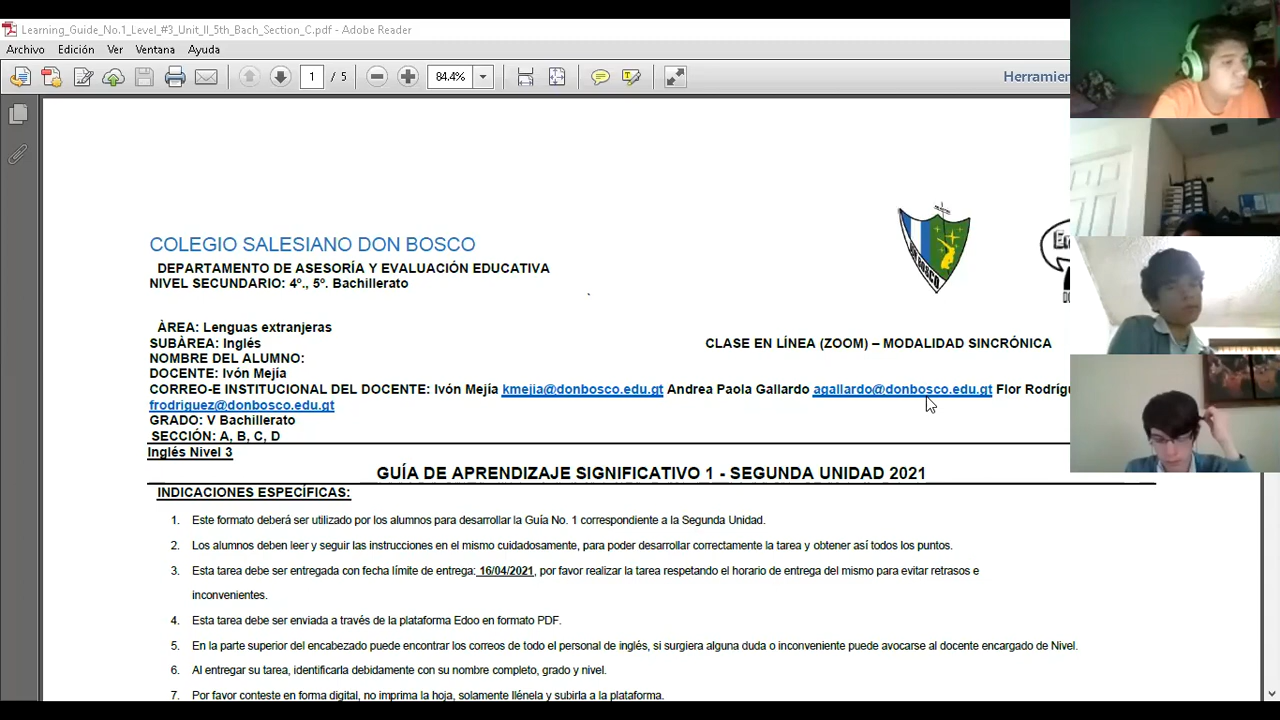 Learning_Guide_No.1_Level_#3_Unit_II_5th_Bach_Section_C.pdf - Adobe Reader
Archivo Edición Ver Ventana Ayuda
1 / 5 84.4% Herramien
COLEGIO SALESIANO DON BOSCO
DEPARTAMENTO DE ASESORÍA Y EVALUACIÓN EDUCATIVA
NIVEL SECUNDARIO: 4º., 5º. Bachillerato
DON BOSCO
ÀREA: Lenguas extranjeras
SUBÁREA: Inglés CLASE EN LÍNEA (ZOOM) – MODALIDAD SINCRÓNICA
NOMBRE DEL ALUMNO:
DOCENTE: Ivón Mejía
CORREO-E INSTITUCIONAL DEL DOCENTE: Ivón Mejía kmejia@donbosco.edu.gt Andrea Paola Gallardo agallardo@donbosco.edu.gt Flor Rodrígu
frodriguez@donbosco.edu.gt
GRADO: V Bachillerato
SECCIÓN: A, B, C, D
Inglés Nivel 3
GUÍA DE APRENDIZAJE SIGNIFICATIVO 1 - SEGUNDA UNIDAD 2021
INDICACIONES ESPECÍFICAS:
1. Este formato deberá ser utilizado por los alumnos para desarrollar la Guía No. 1 correspondiente a la Segunda Unidad.
2. Los alumnos deben leer y seguir las instrucciones en el mismo cuidadosamente, para poder desarrollar correctamente la tarea y obtener así todos los puntos.
3. Esta tarea debe ser entregada con fecha límite de entrega: 16/04/2021, por favor realizar la tarea respetando el horario de entrega del mismo para evitar retrasos e
inconvenientes.
4. Esta tarea debe ser enviada a través de la plataforma Edoo en formato PDF.
5. En la parte superior del encabezado puede encontrar los correos de todo el personal de inglés, si surgiera alguna duda o inconveniente puede avocarse al docente encargado de Nivel.
6. Al entregar su tarea, identificarla debidamente con su nombre completo, grado y nivel.
7. Por favor conteste en forma digital, no imprima la hoja, solamente llénela y subirla a la plataforma.